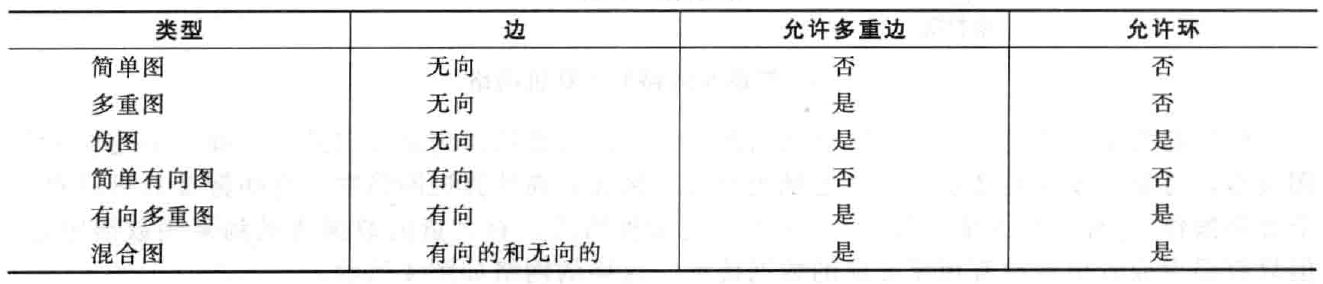 类型 边 允许多重边 允许环
简单图 无向 否 否
多重图 无向 是 否
伪图 无向 是 是
简单有向图 有向 否 否
有向多重图 有向 是 是
混合图 有向的和无向的 是 是